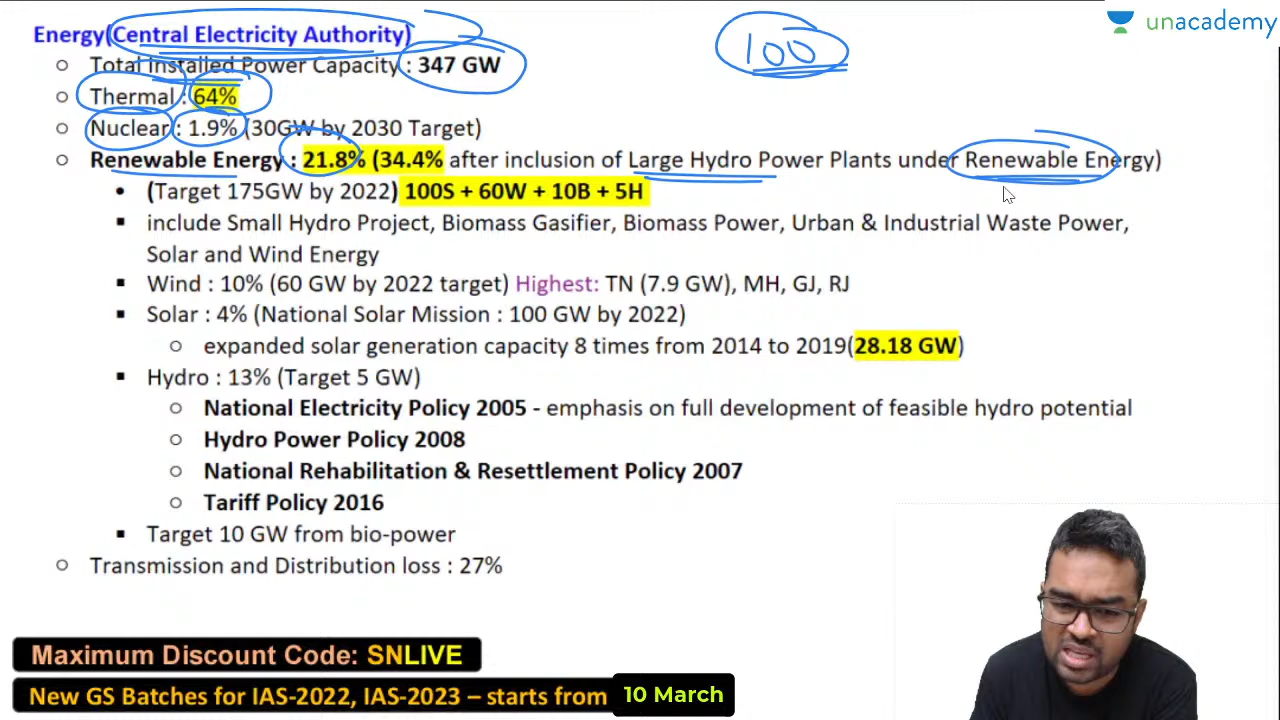 unacademy
Energy(Central Electricity Authority)
100
○ Total Installed Power Capacity : 347 GW
○ Thermal : 64%
○ Nuclear : 1.9% (30GW by 2030 Target)
○ Renewable Energy : 21.8% (34.4% after inclusion of Large Hydro Power Plants under Renewable Energy)
• (Target 175GW by 2022) 100S + 60W + 10B + 5H
▪ include Small Hydro Project, Biomass Gasifier, Biomass Power, Urban & Industrial Waste Power,
Solar and Wind Energy
▪ Wind : 10% (60 GW by 2022 target) Highest: TN (7.9 GW), MH, GJ, RJ
▪ Solar : 4% (National Solar Mission : 100 GW by 2022)
○ expanded solar generation capacity 8 times from 2014 to 2019(28.18 GW)
▪ Hydro : 13% (Target 5 GW)
○ National Electricity Policy 2005 - emphasis on full development of feasible hydro potential
○ Hydro Power Policy 2008
○ National Rehabilitation & Resettlement Policy 2007
○ Tariff Policy 2016
▪ Target 10 GW from bio-power
○ Transmission and Distribution loss : 27%
Maximum Discount Code: SNLIVE
New GS Batches for IAS-2022, IAS-2023 – starts from 10 March